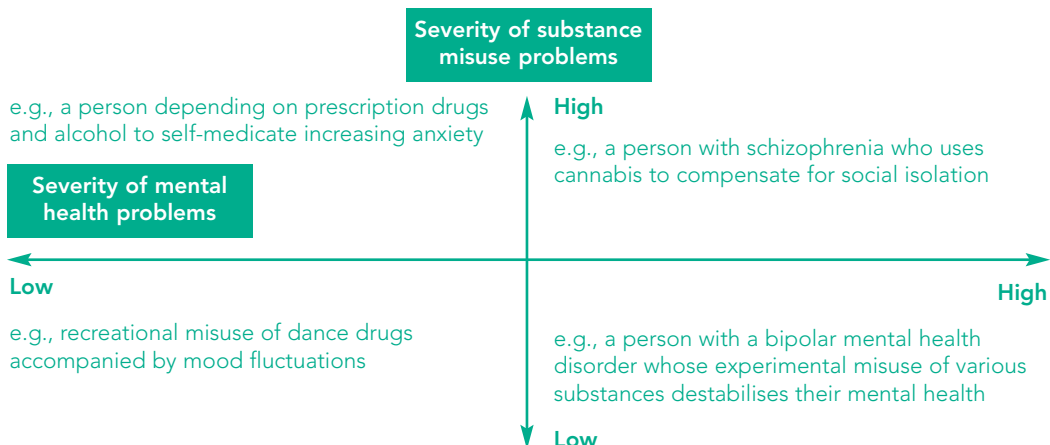 Severity of substance
misuse problems
e.g., a person depending on prescription drugs
and alcohol to self-medicate increasing anxiety
High
e.g., a person with schizophrenia who uses
cannabis to compensate for social isolation
Severity of mental
health problems
Low
High
e.g., recreational misuse of dance drugs
accompanied by mood fluctuations
e.g., a person with a bipolar mental health
disorder whose experimental misuse of various
substances destabilises their mental health
Low